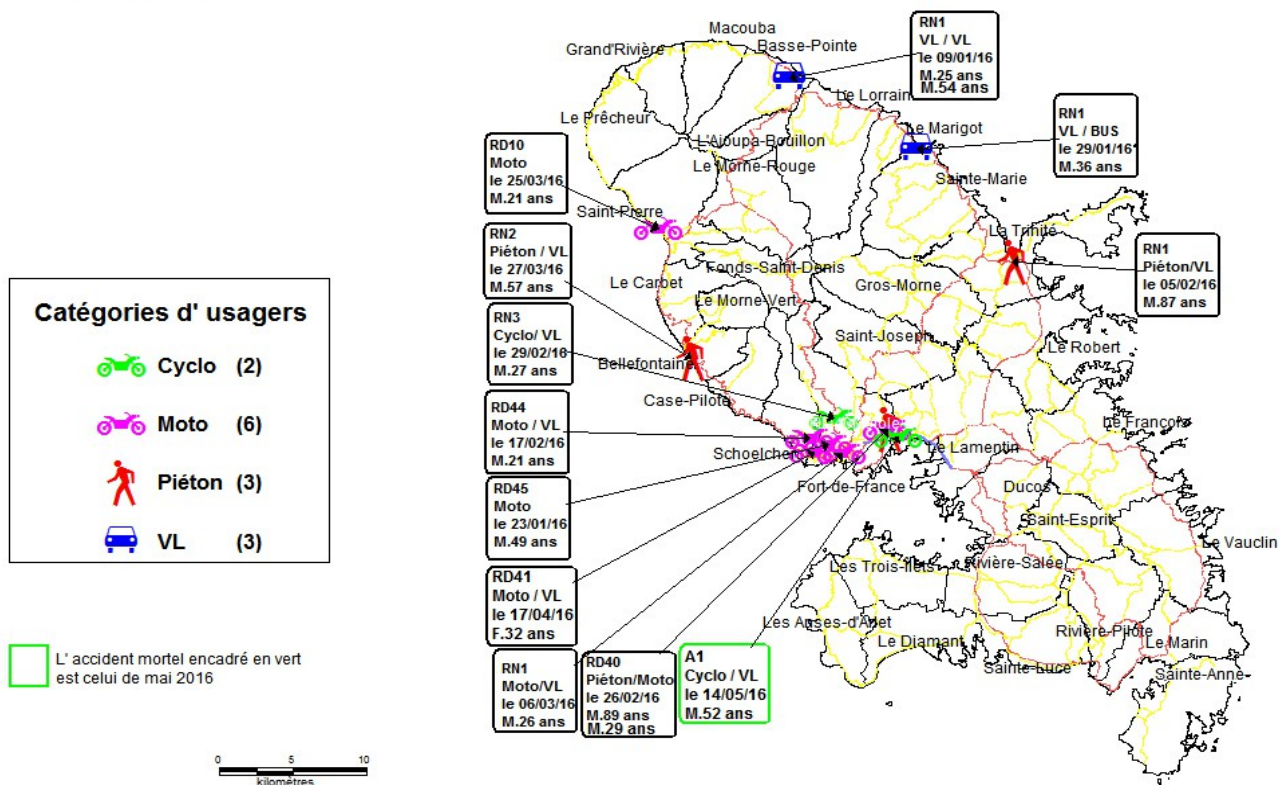 Macouba
Grand'Rivière
Basse-Pointe
Le Lorrain
Le Prêcheur
Le Marigot
L'Ajoupa-Bouillon
Le Morne-Rouge
Sainte-Marie
Saint-Pierre
La Trinité
Fonds-Saint-Denis
Le Carbet
Gros-Morne
Le Morne-Vert
Saint-Joseph
Le Robert
Bellefontaine
Case-Pilote
Le François
Schoelcher
Le Lamentin
Fort-de-France
Ducos
Saint-Esprit
Le Vauclin
Les Trois-Ilets
Rivière-Salée
Les Anses-d'Arlet
Rivière-Pilote
Le Diamant
Le Marin
Sainte-Luce
Sainte-Anne
RN1
VL / VL
le 09/01/16
M.25 ans
M.54 ans
RN1
VL / BUS
le 29/01/16
M.36 ans
RN1
Piéton/VL
le 05/02/16
M.87 ans
RD10
Moto
le 25/03/16
M.21 ans
RN2
Piéton / VL
le 27/03/16
M.57 ans
RN3
Cyclo/ VL
le 29/02/16
M.27 ans
RD44
Moto / VL
le 17/02/16
M.21 ans
RD45
Moto
le 23/01/16
M.49 ans
RD41
Moto / VL
le 17/04/16
F.32 ans
RN1
Moto/VL
le 06/03/16
M.26 ans
RD40
Piéton/Moto
le 26/02/16
M.89 ans
M.29 ans
A1
Cyclo / VL
le 14/05/16
M.52 ans
Catégories d' usagers
Cyclo (2)
Moto (6)
Piéton (3)
VL (3)
L' accident mortel encadré en vert
est celui de mai 2016
0 5 10
kilomètres